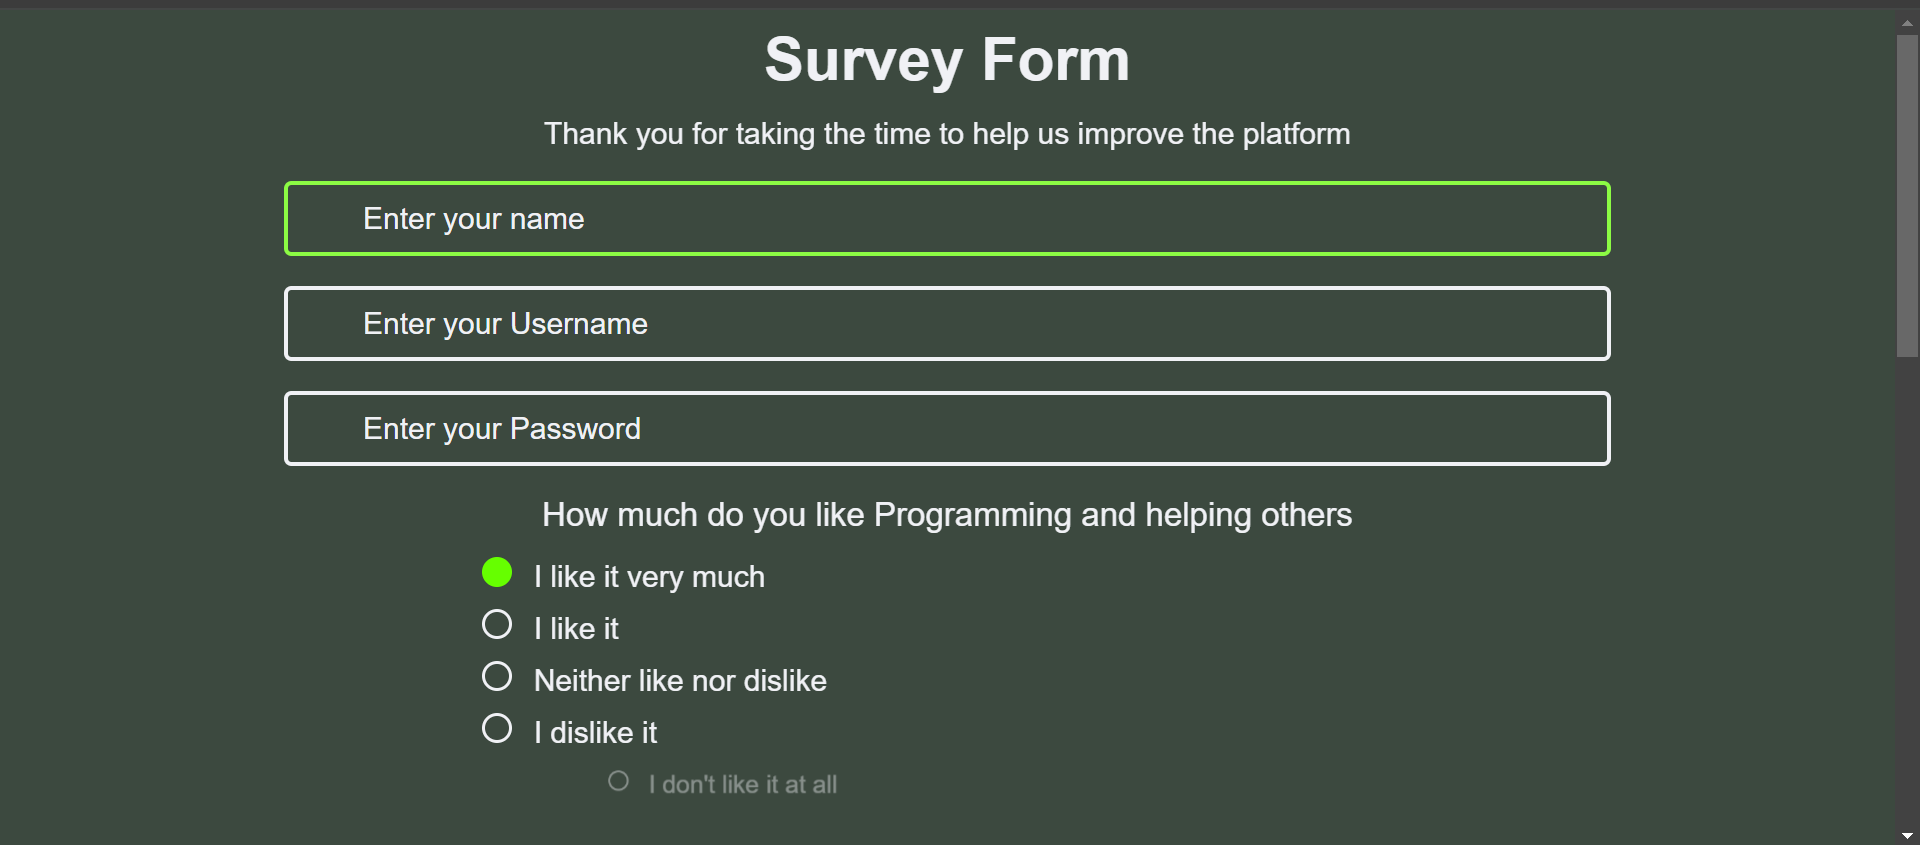 Survey Form
Thank you for taking the time to help us improve the platform
Enter your name
Enter your Username
Enter your Password
How much do you like Programming and helping others
I like it very much
I like it
Neither like nor dislike
I dislike it
I don't like it at all